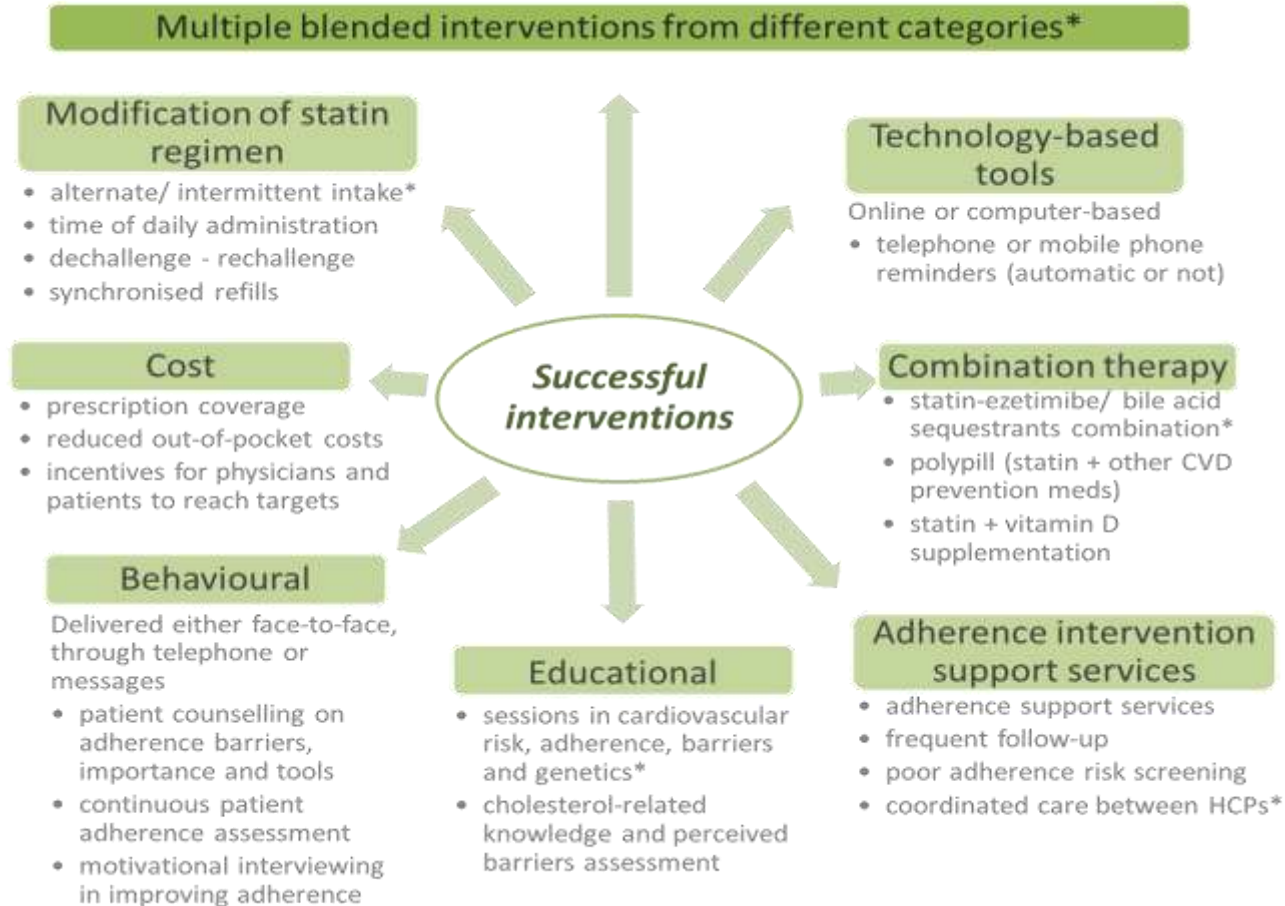 Multiple blended interventions from different categories*
Modification of statin
regimen
• alternate/ intermittent intake*
• time of daily administration
• dechallenge - rechallenge
• synchronised refills
Technology-based
tools
Online or computer-based
• telephone or mobile phone
reminders (automatic or not)
Cost
• prescription coverage
• reduced out-of-pocket costs
• incentives for physicians and
patients to reach targets
Successful
interventions
Combination therapy
• statin-ezetimibe/ bile acid
sequestrants combination*
• polypill (statin + other CVD
prevention meds)
• statin + vitamin D
supplementation
Behavioural
Delivered either face-to-face,
through telephone or
messages
• patient counselling on
adherence barriers,
importance and tools
• continuous patient
adherence assessment
• motivational interviewing
in improving adherence
Educational
• sessions in cardiovascular
risk, adherence, barriers
and genetics*
• cholesterol-related
knowledge and perceived
barriers assessment
Adherence intervention
support services
• adherence support services
• frequent follow-up
• poor adherence risk screening
• coordinated care between HCPs*